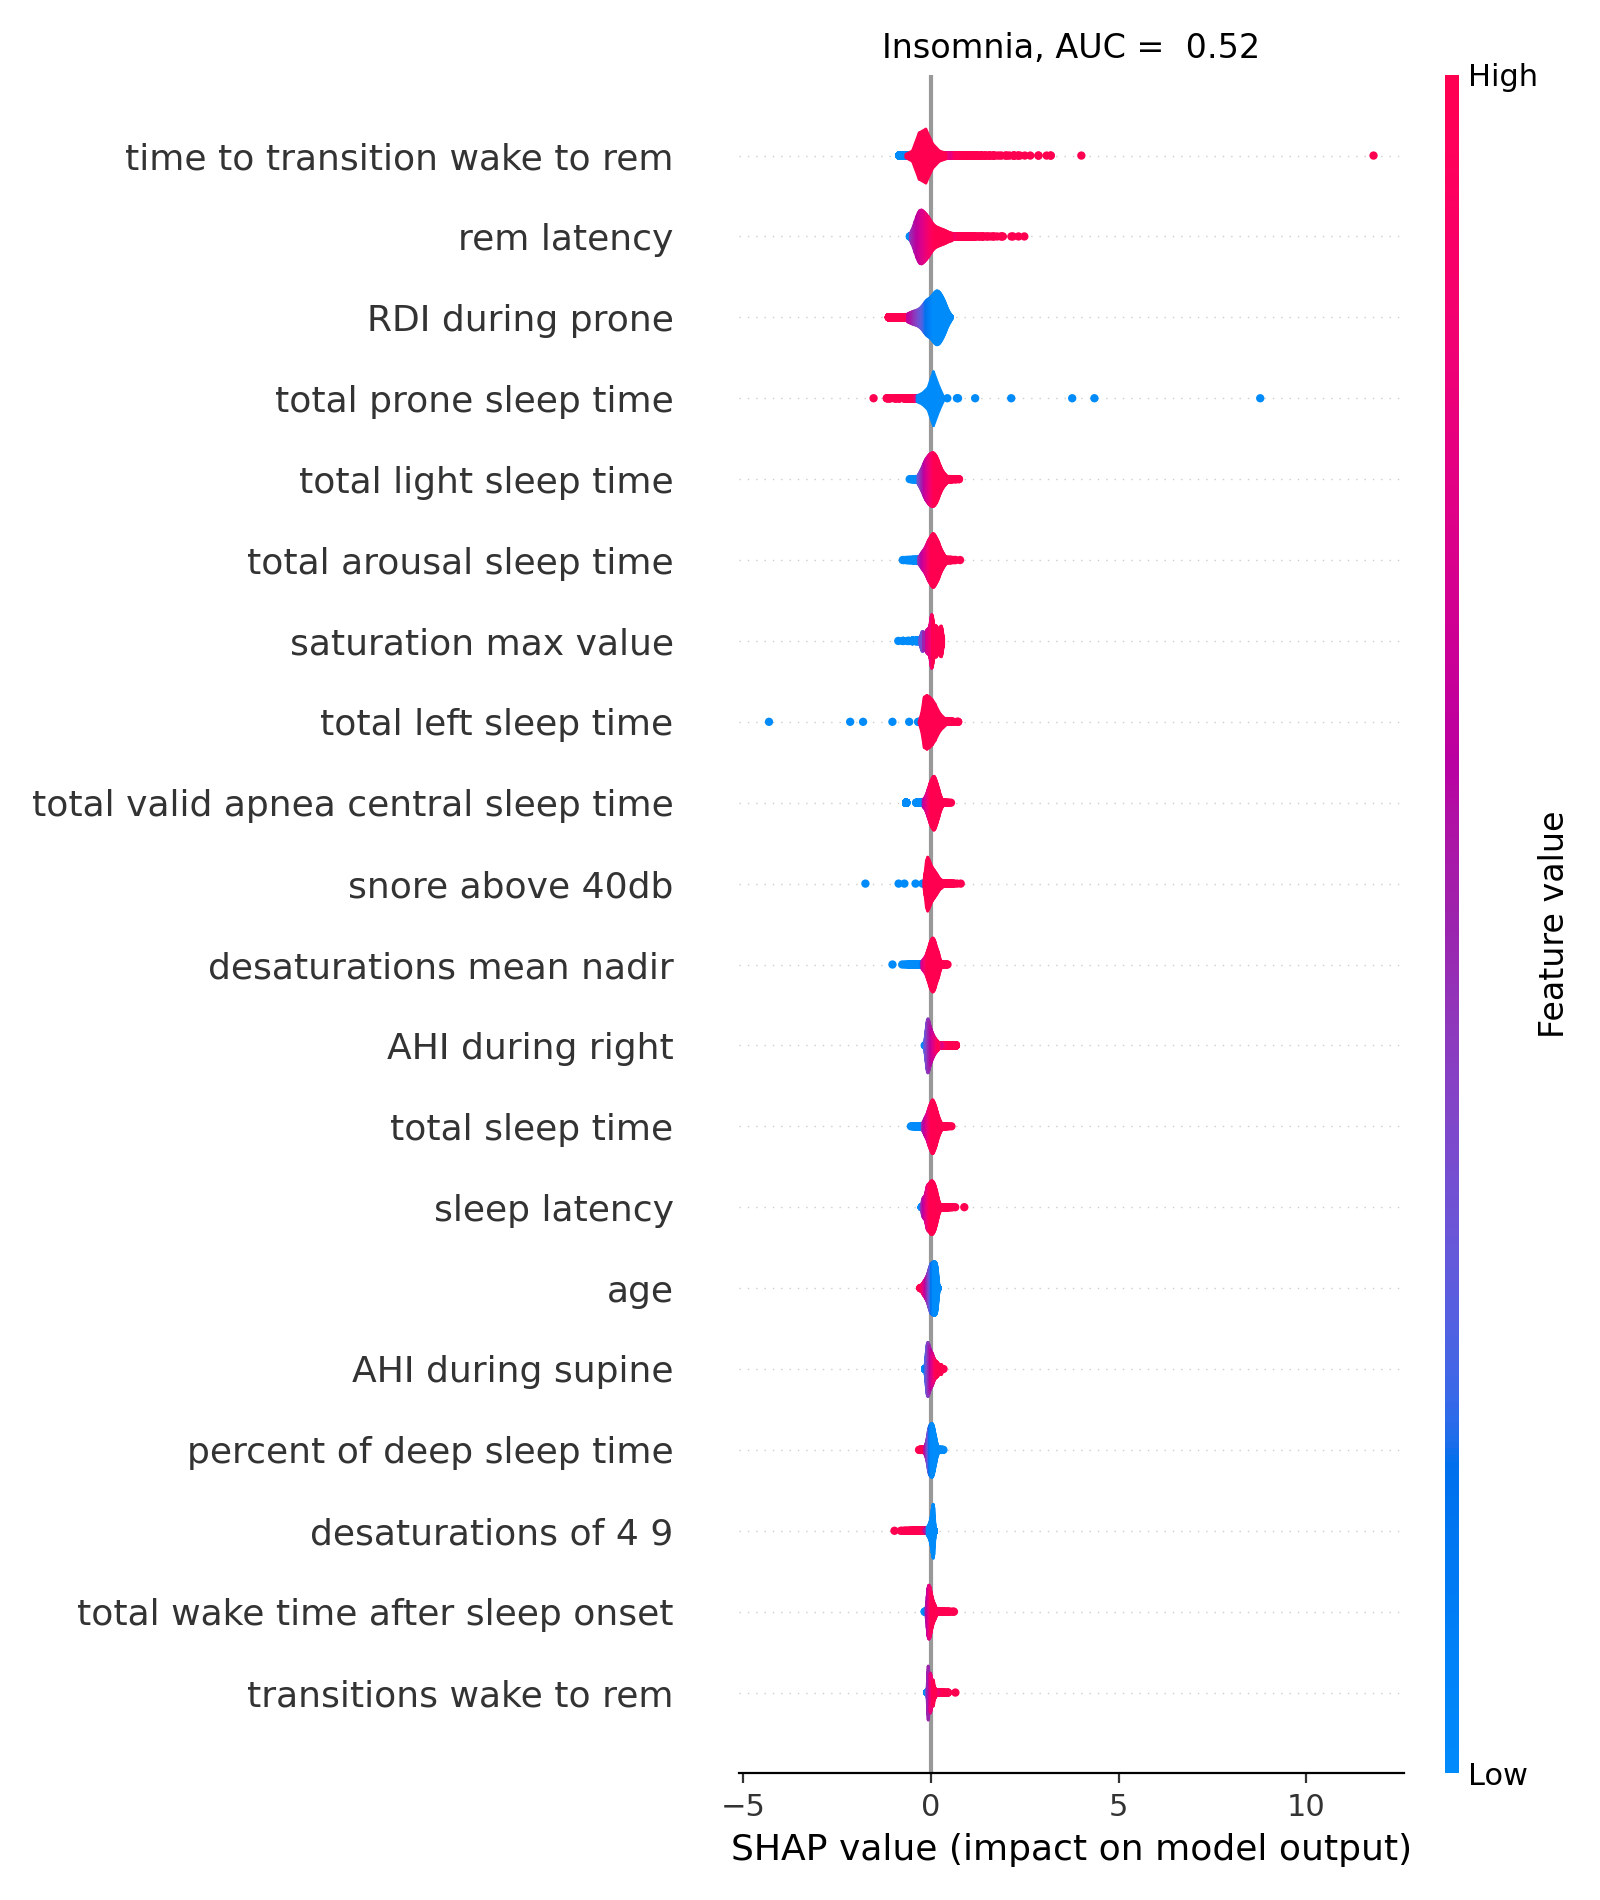 Insomnia, AUC =  0.52
High
time to transition wake to rem
rem latency
RDI during prone
total prone sleep time
total light sleep time
total arousal sleep time
saturation max value
total left sleep time
total valid apnea central sleep time
snore above 40db
desaturations mean nadir
AHI during right
total sleep time
sleep latency
age
AHI during supine
percent of deep sleep time
desaturations of 4 9
total wake time after sleep onset
transitions wake to rem
Feature value
Low
−5 0 5 10
SHAP value (impact on model output)